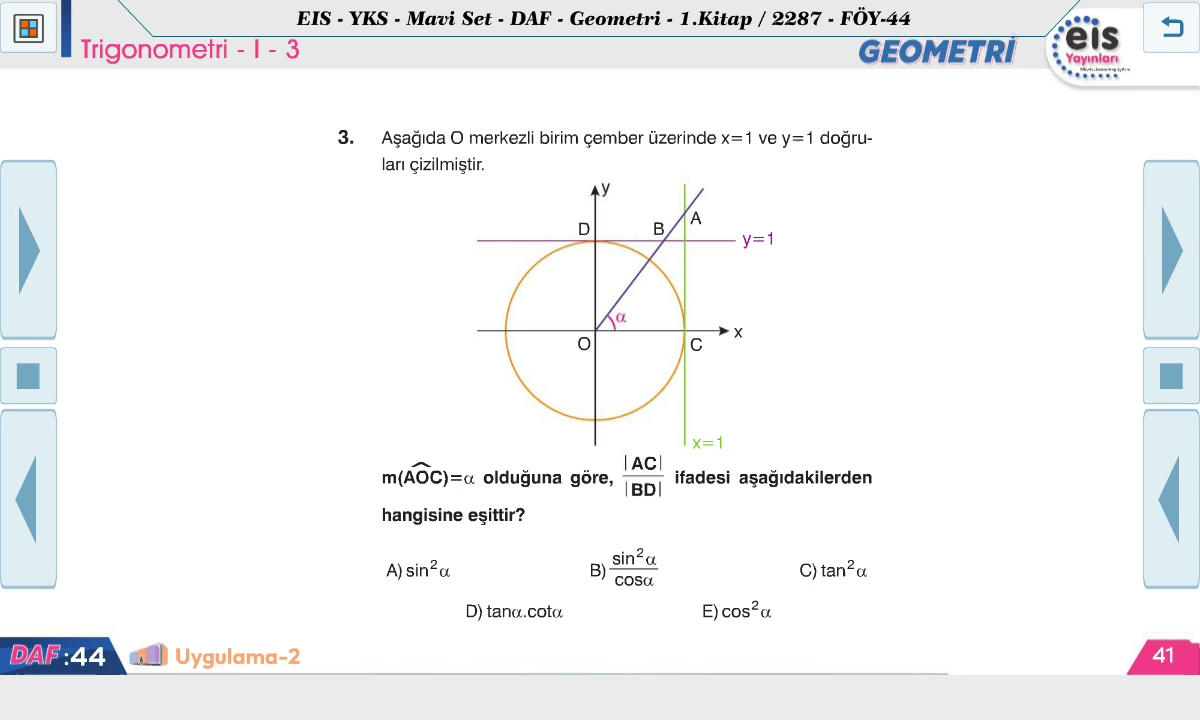 EIS - YKS - Mavi Set - DAF - Geometri - 1.Kitap / 2287 - FÖY-44
Trigonometri - I - 3
GEOMETRİ
eis
Yayınları
3. Aşağıda O merkezli birim çember üzerinde x=1 ve y=1 doğru-
ları çizilmiştir.
y
D
B
A
y=1
α
x
O
C
x=1
m(AOC)=α olduğuna göre, |AC| / |BD| ifadesi aşağıdakilerden
hangisine eşittir?
A) sin²α B) sin²α / cosα C) tan²α
D) tanα.cotα E) cos²α
DAF :44
Uygulama-2
41